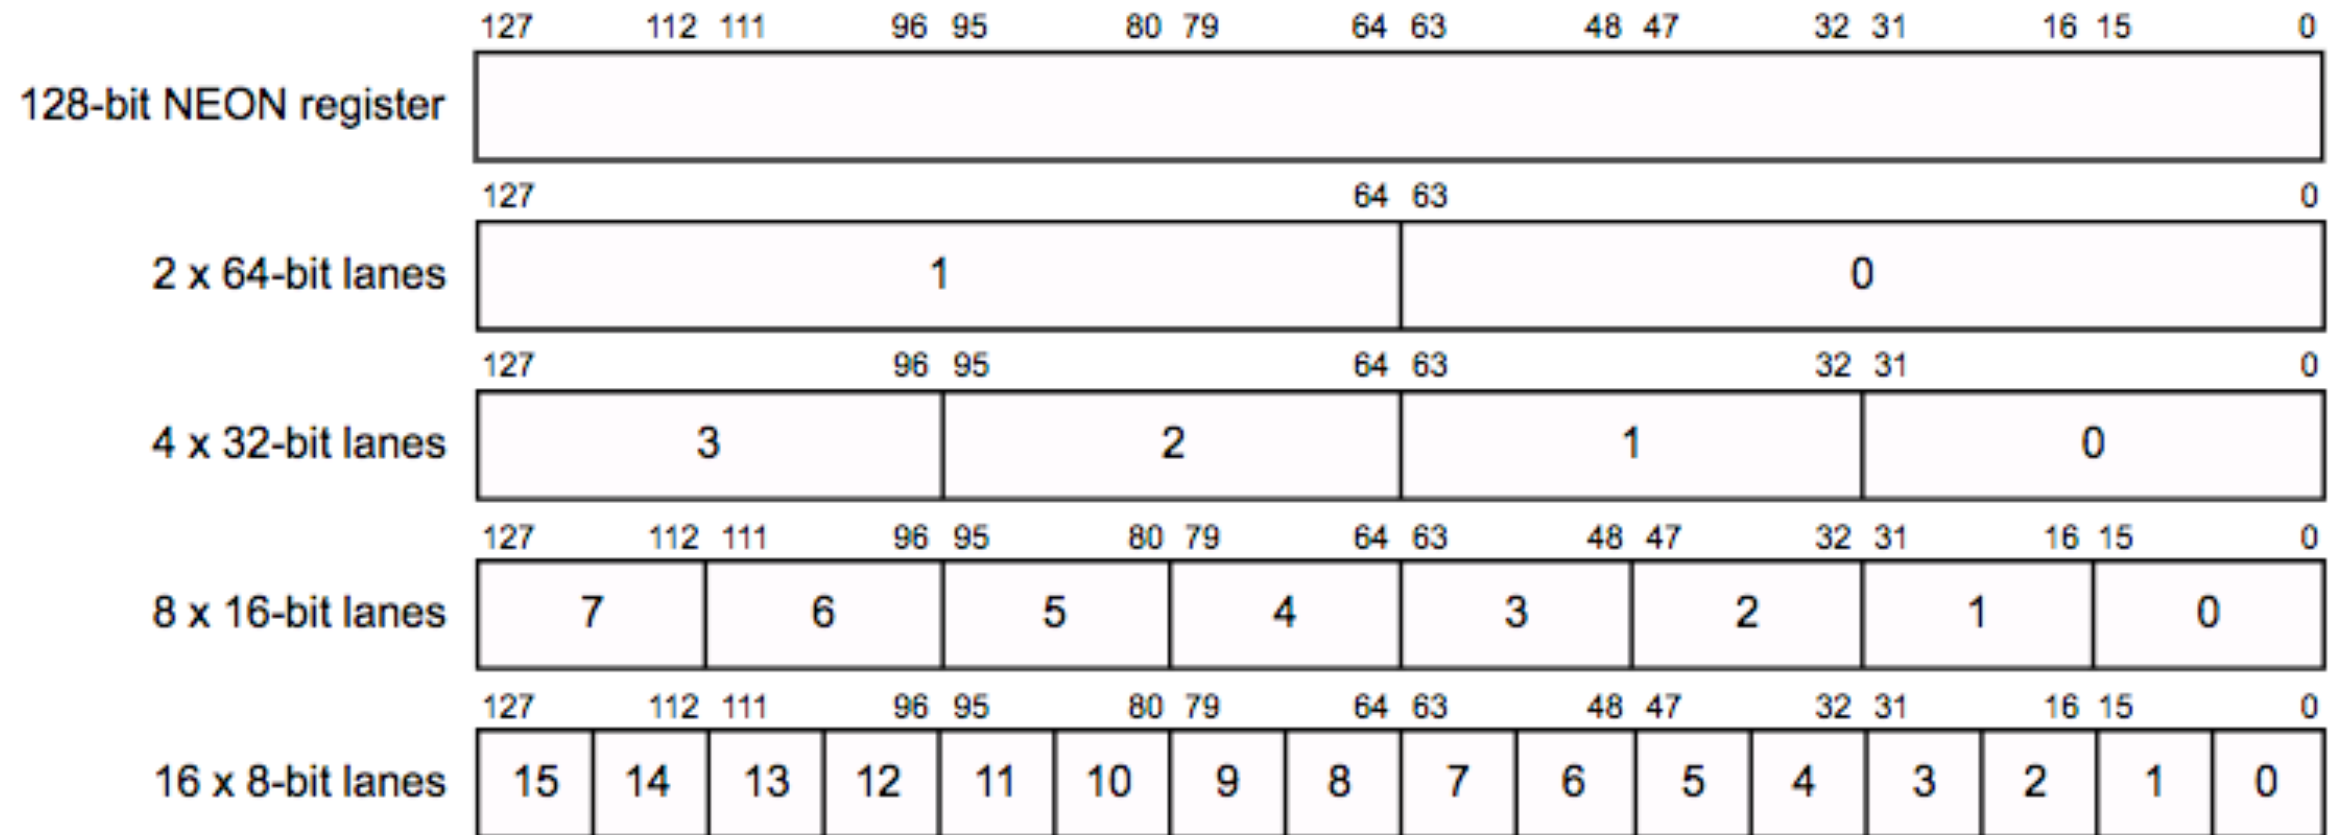 127 112 111 96 95 80 79 64 63 48 47 32 31 16 15 0
128-bit NEON register
127 64 63 0
2 x 64-bit lanes 1 0
127 96 95 64 63 32 31 0
4 x 32-bit lanes 3 2 1 0
127 112 111 96 95 80 79 64 63 48 47 32 31 16 15 0
8 x 16-bit lanes 7 6 5 4 3 2 1 0
127 112 111 96 95 80 79 64 63 48 47 32 31 16 15 0
16 x 8-bit lanes 15 14 13 12 11 10 9 8 7 6 5 4 3 2 1 0